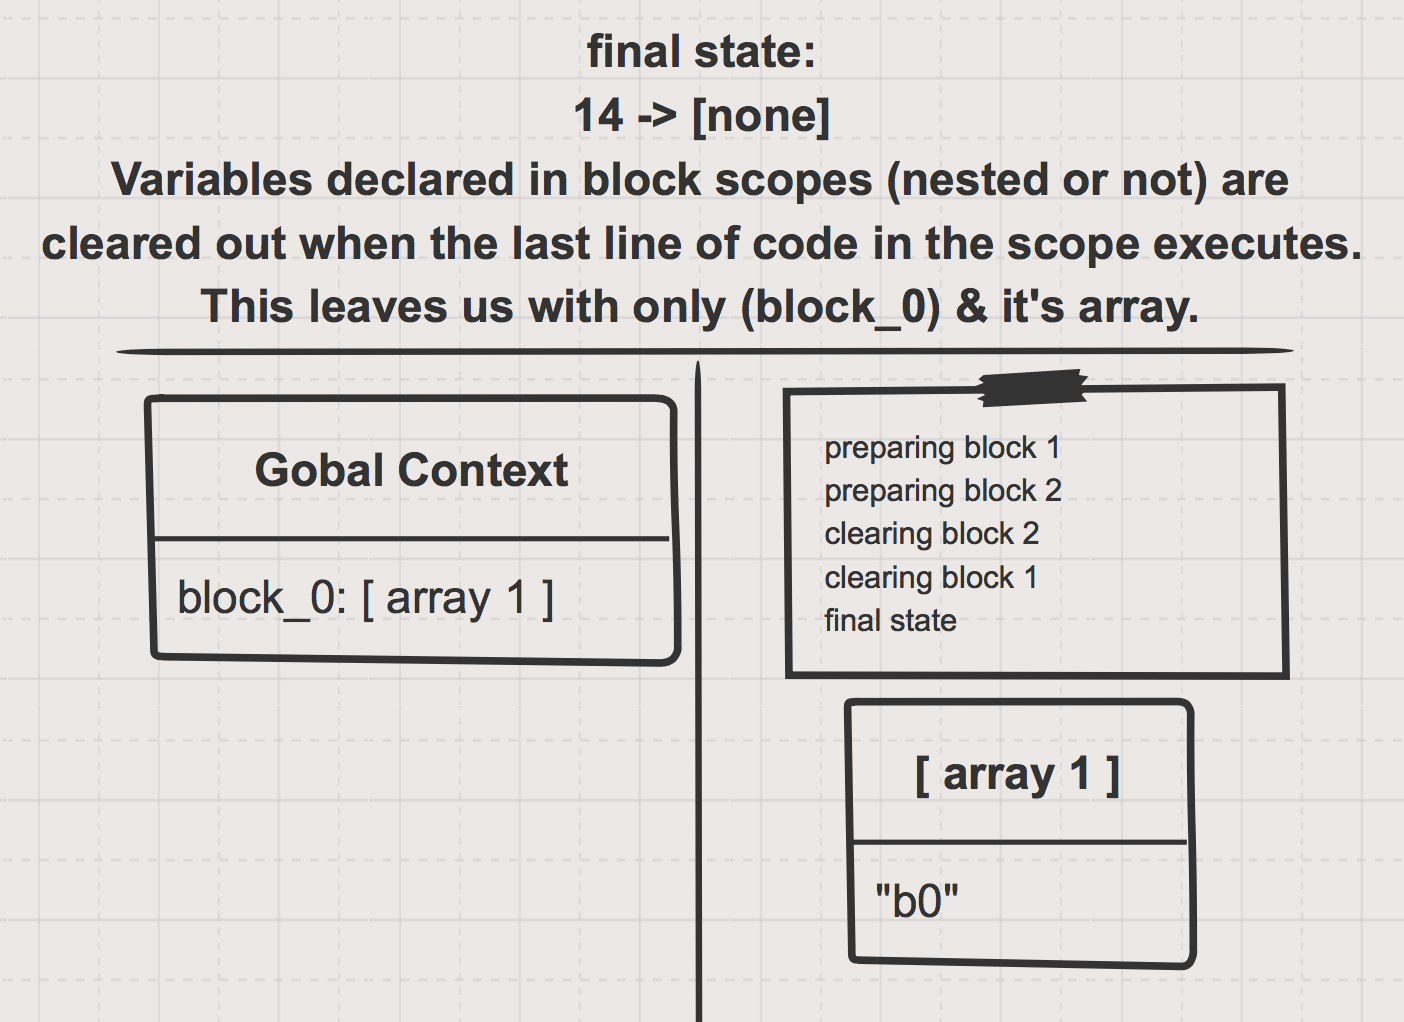 final state:
14 -> [none]
Variables declared in block scopes (nested or not) are
cleared out when the last line of code in the scope executes.
This leaves us with only (block_0) & it's array.
Gobal Context
block_0: [ array 1 ]
preparing block 1
preparing block 2
clearing block 2
clearing block 1
final state
[ array 1 ]
"b0"